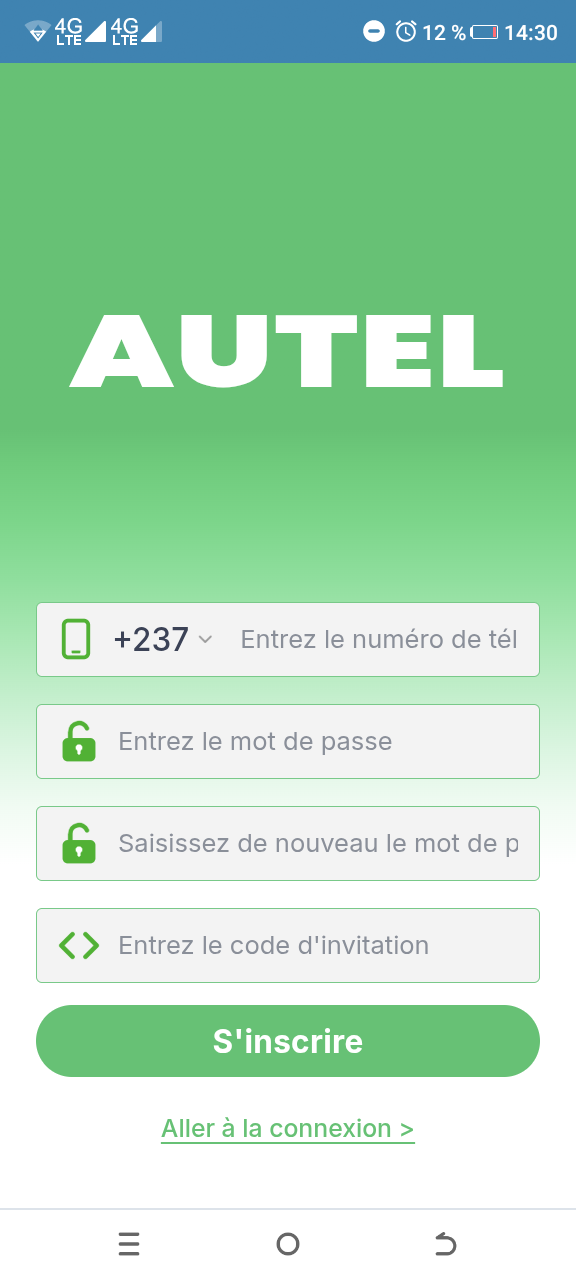 4G LTE 4G LTE 12 % 14:30
AUTEL
+237 Entrez le numéro de tél
Entrez le mot de passe
Saisissez de nouveau le mot de p
Entrez le code d'invitation
S'inscrire
Aller à la connexion >